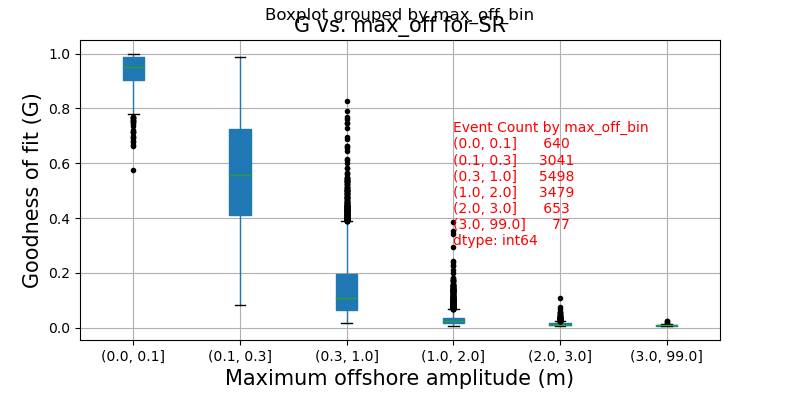 Boxplot grouped by max_off_bin
G vs. max_off for SR
Goodness of fit (G)
1.0
0.8
0.6
0.4
0.2
0.0
Event Count by max_off_bin
(0.0, 0.1] 640
(0.1, 0.3] 3041
(0.3, 1.0] 5498
(1.0, 2.0] 3479
(2.0, 3.0] 653
(3.0, 99.0] 77
dtype: int64
(0.0, 0.1] (0.1, 0.3] (0.3, 1.0] (1.0, 2.0] (2.0, 3.0] (3.0, 99.0]
Maximum offshore amplitude (m)